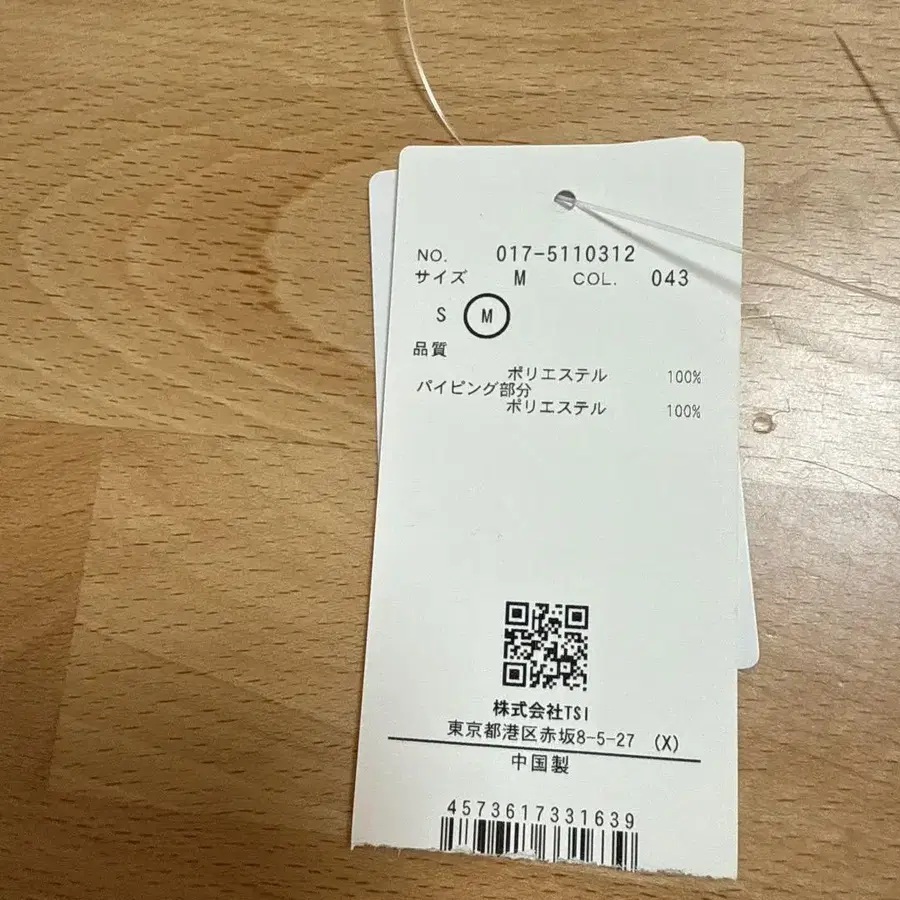 NO. 017-5110312
サイズ M COL. 043
S M
品質
ポリエステル 100%
パイピング部分
ポリエステル 100%
株式会社TSI
東京都港区赤坂8-5-27 (X)
中国製
4573617331639